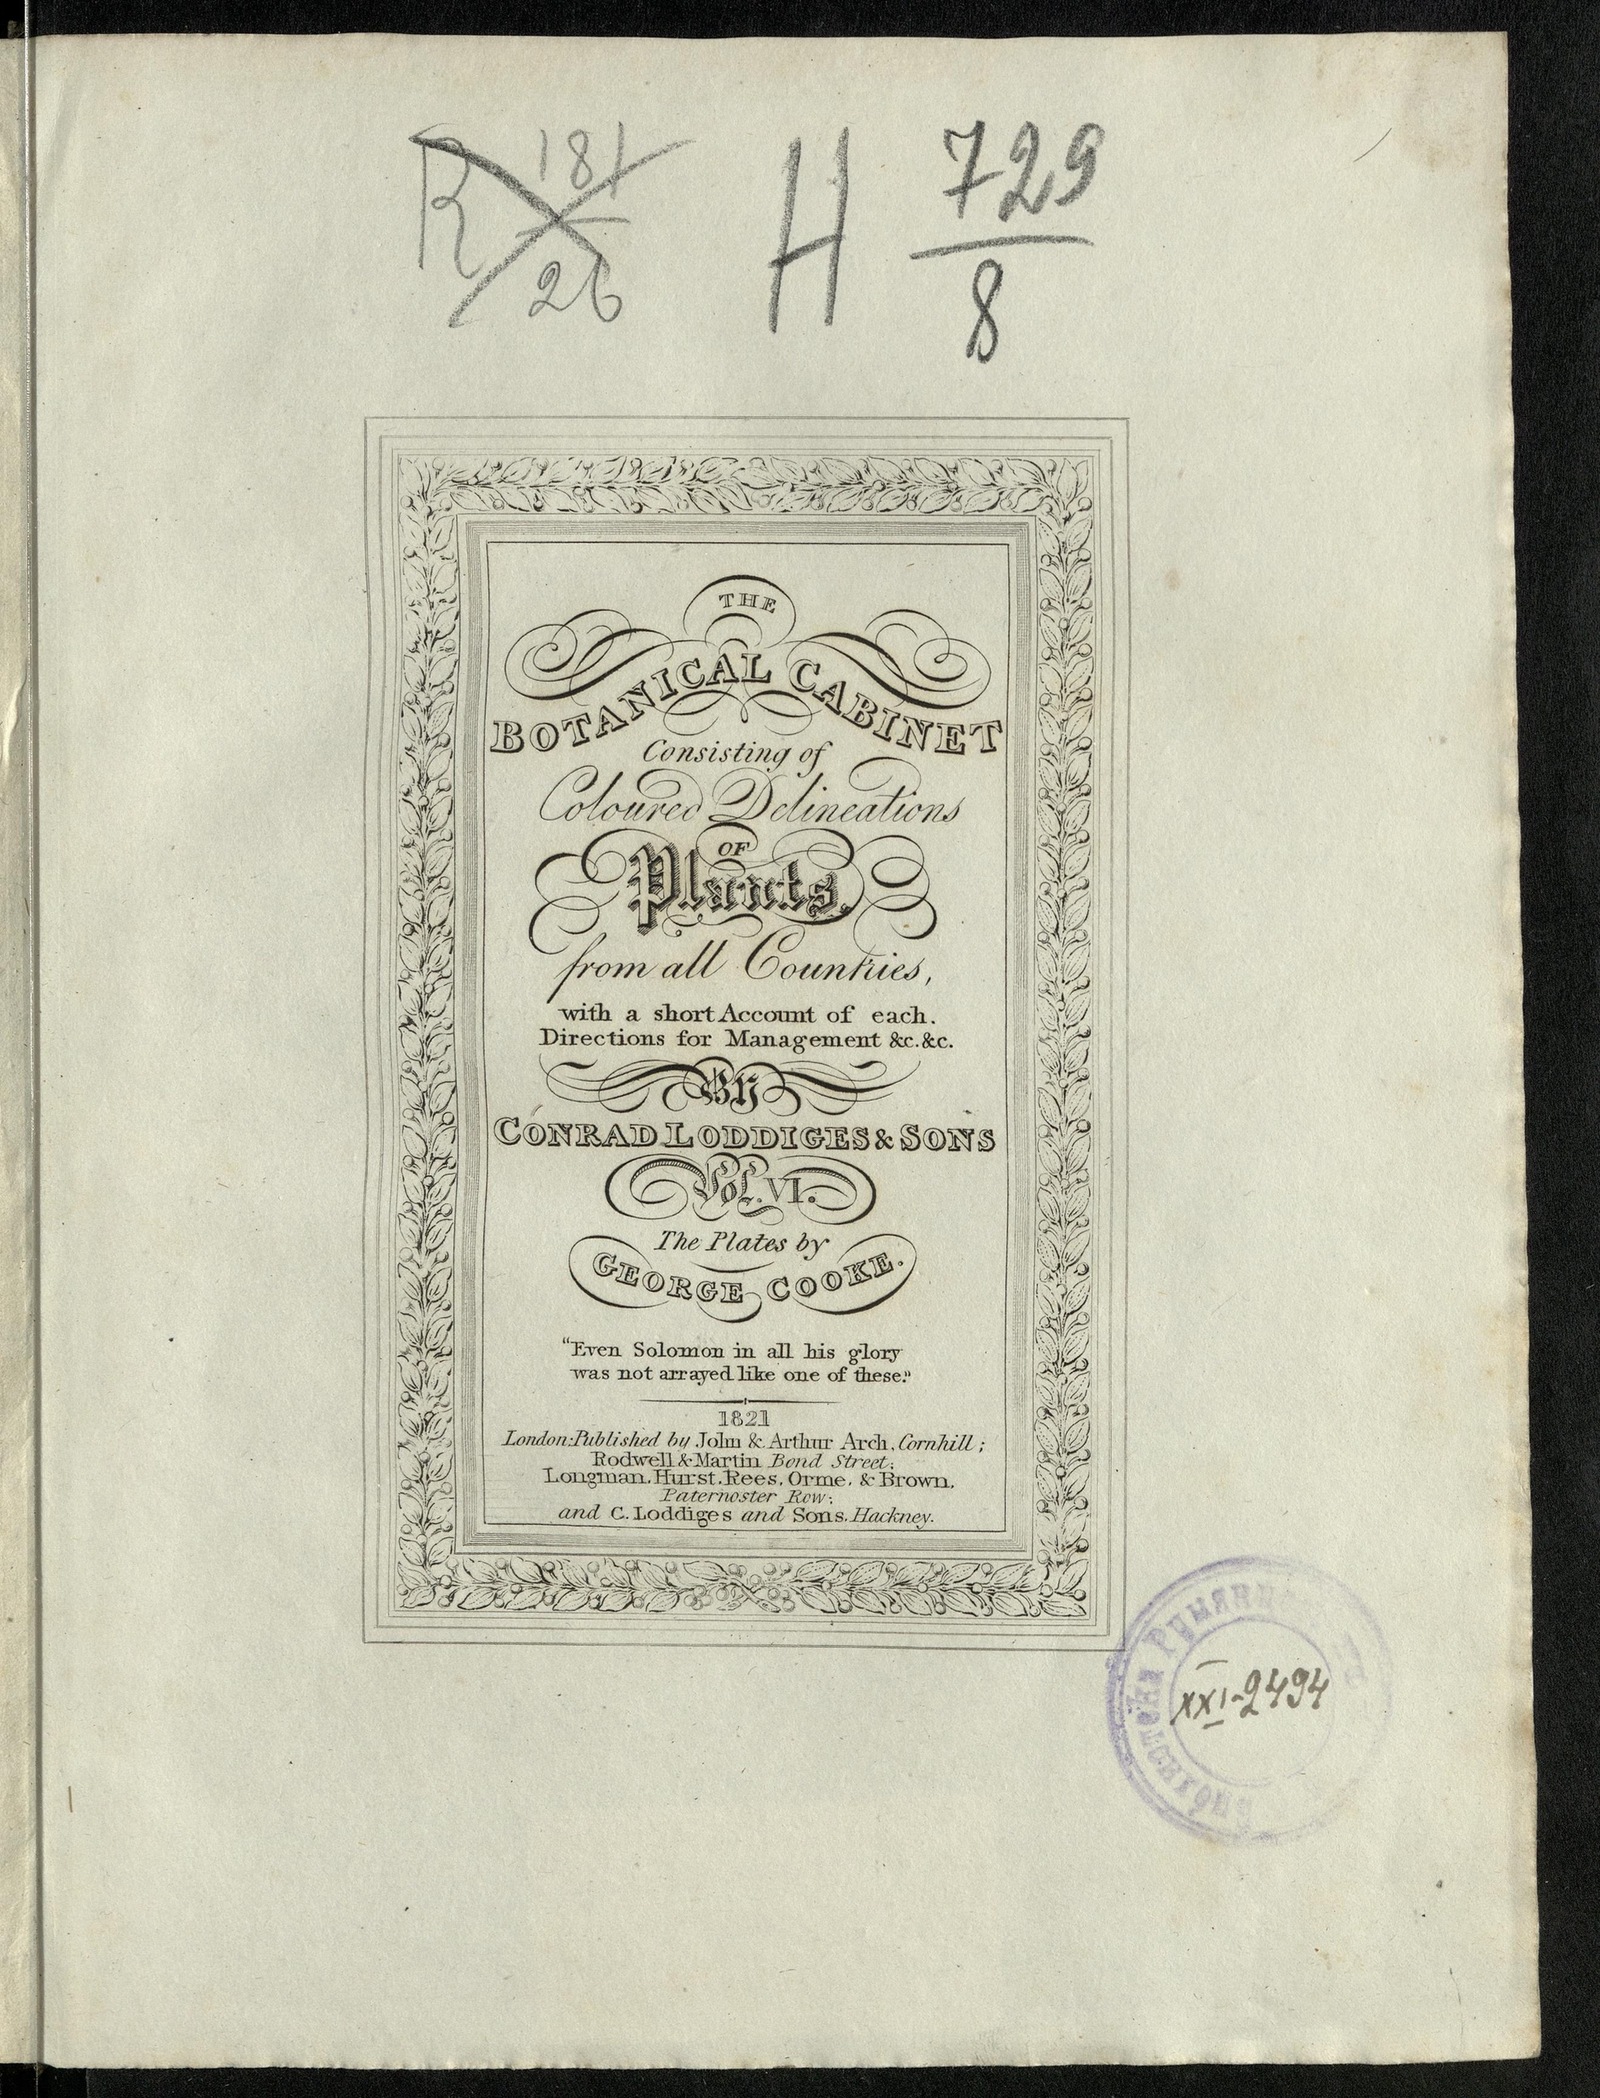 R 181
26
H 729
8
THE
BOTANICAL CABINET
Consisting of
Coloured Delineations
OF
Plants,
from all Countries,
with a short Account of each,
Directions for Management &c. &c.
By
CONRAD LODDIGES & SONS
VOL. VI.
The Plates by
GEORGE COOKE.
"Even Solomon in all his glory
was not arrayed like one of these."
1821
London: Published by John & Arthur Arch, Cornhill;
Rodwell & Martin Bond Street;
Longman, Hurst, Rees, Orme, & Brown,
Paternoster Row;
and C. Loddiges and Sons, Hackney.
XXI-2494